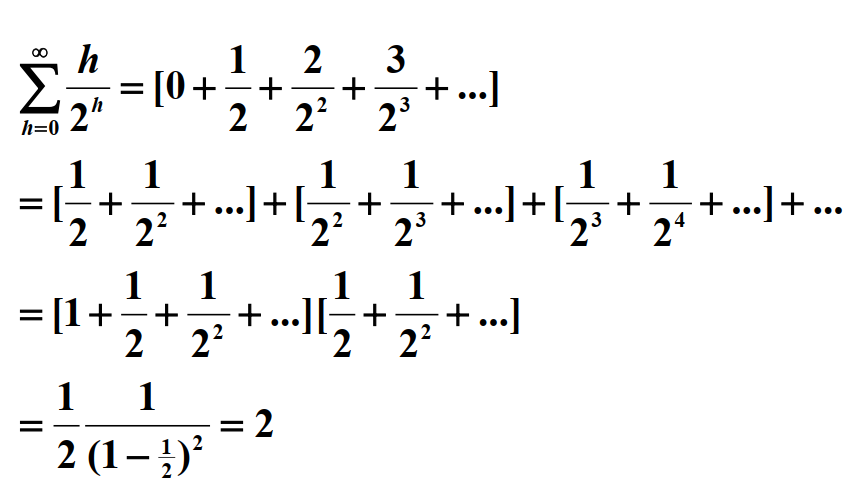 ∑_{h=0}^{∞} h/2^h = [0 + 1/2 + 2/2^2 + 3/2^3 + ...]
= [1/2 + 1/2^2 + ...] + [1/2^2 + 1/2^3 + ...] + [1/2^3 + 1/2^4 + ...] + ...
= [1 + 1/2 + 1/2^2 + ...][1/2 + 1/2^2 + ...]
= 1/2 1/(1 − 1/2)^2 = 2